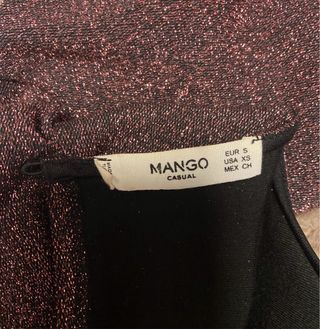 MANGO
CASUAL
EUR S
USA XS
MEX CH